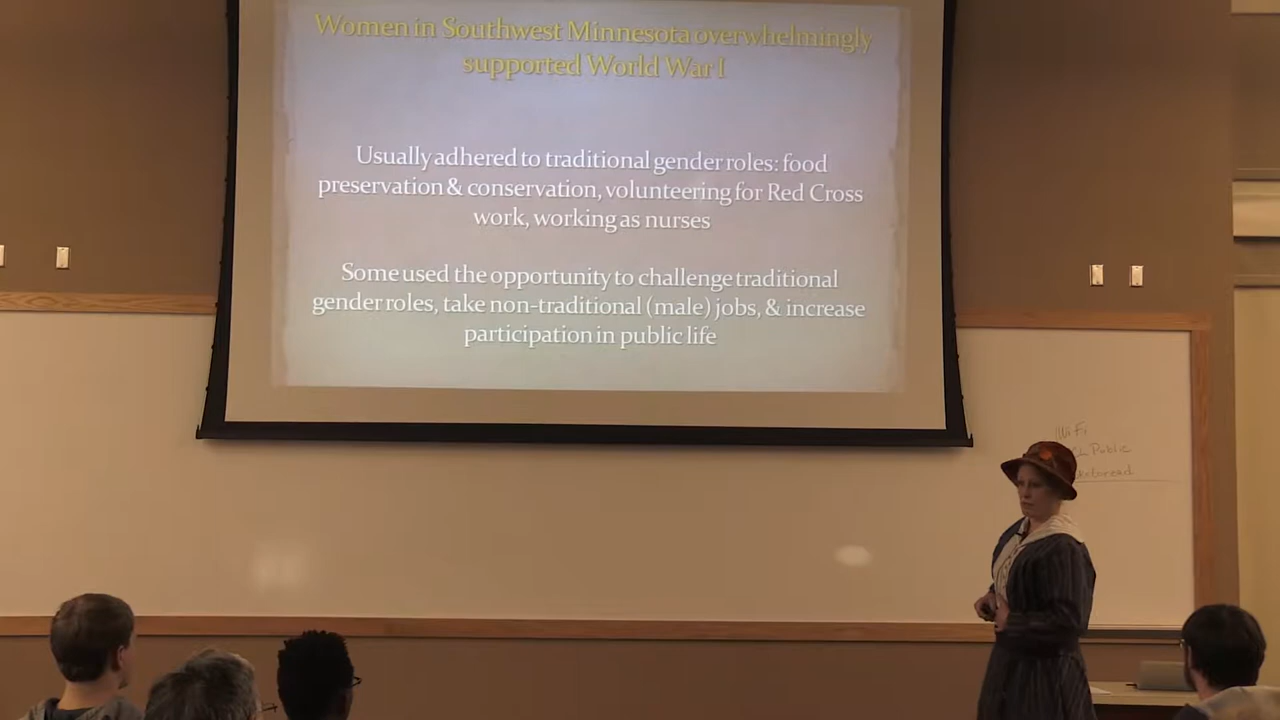 Women in Southwest Minnesota overwhelmingly
supported World War I
Usually adhered to traditional gender roles: food
preservation & conservation, volunteering for Red Cross
work, working as nurses
Some used the opportunity to challenge traditional
gender roles, take non-traditional (male) jobs, & increase
participation in public life
WiFi
Public